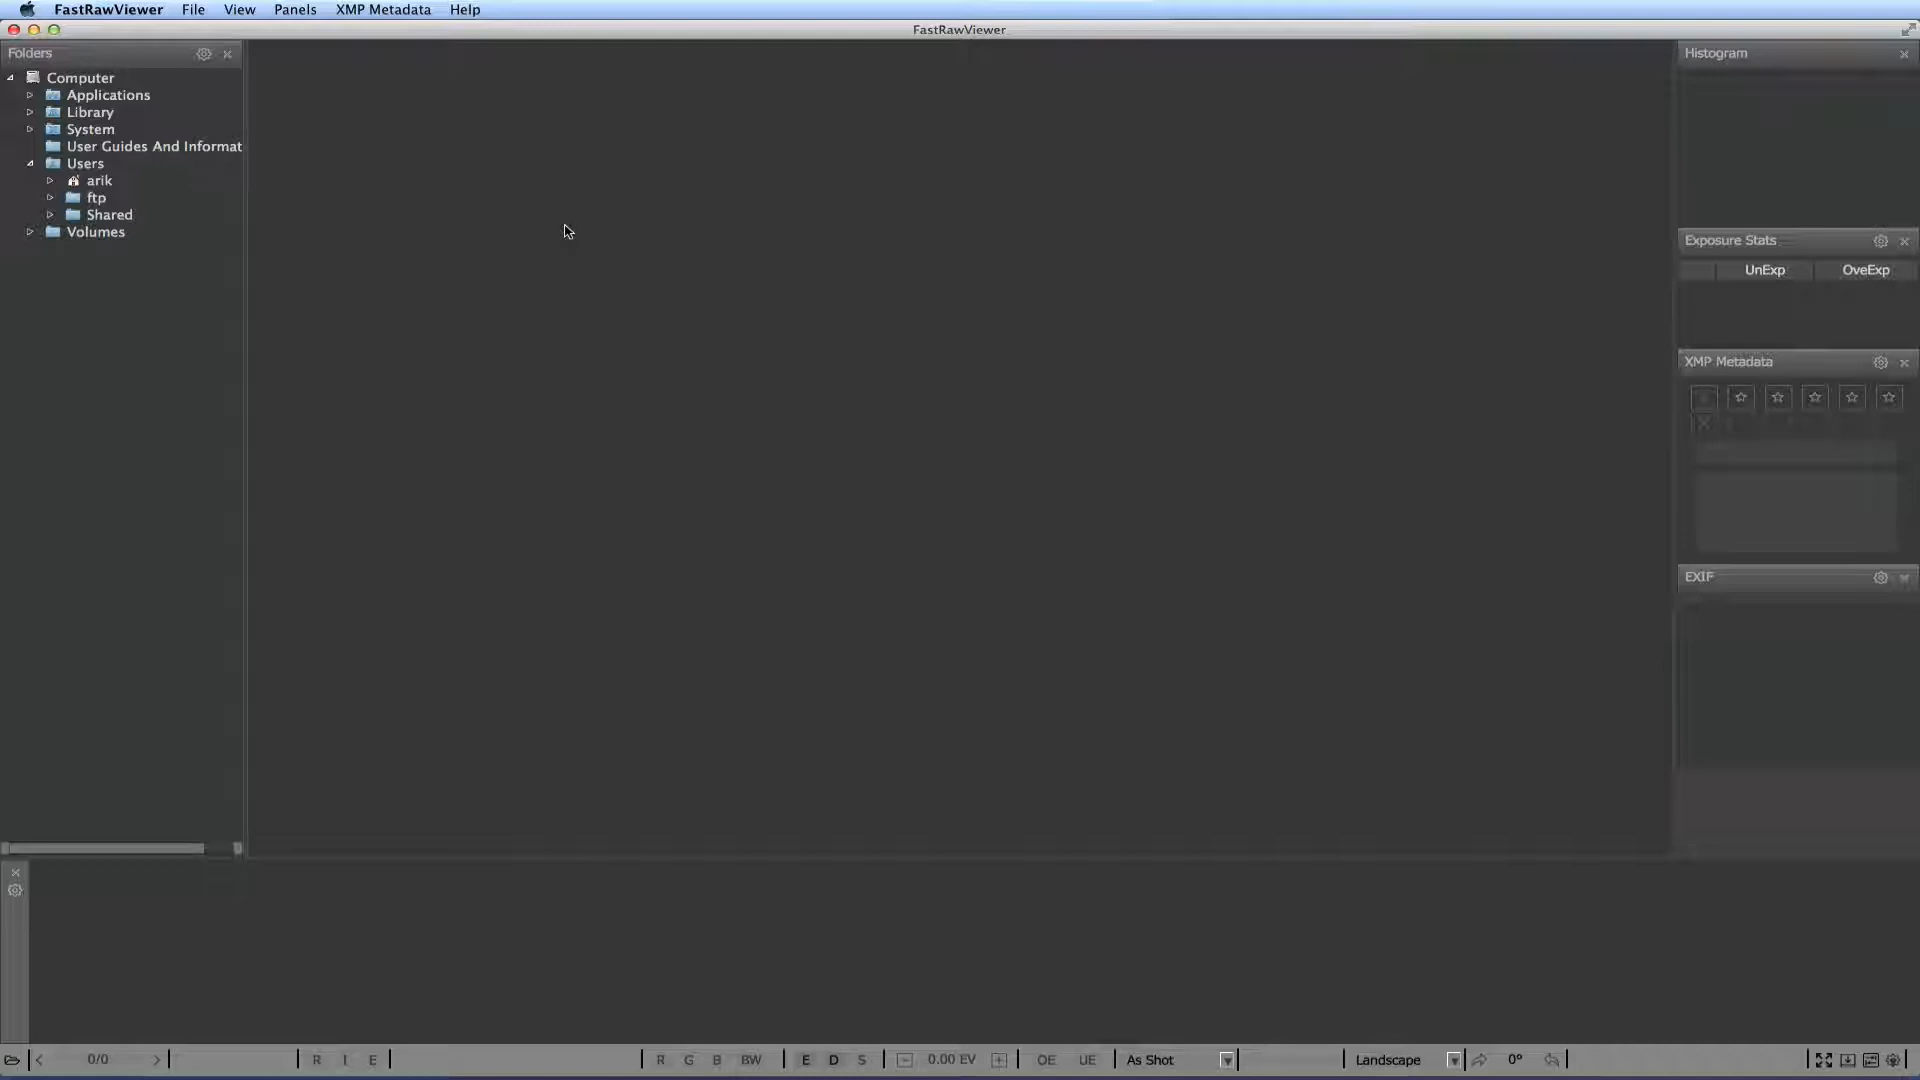 FastRawViewer File View Panels XMP Metadata Help
FastRawViewer
Folders
Computer
Applications
Library
System
User Guides And Informat
Users
arik
ftp
Shared
Volumes
Histogram
Exposure Stats
UnExp OveExp
XMP Metadata
EXIF
0/0 R I E R G B BW E D S 0.00 EV OE UE As Shot Landscape 0°